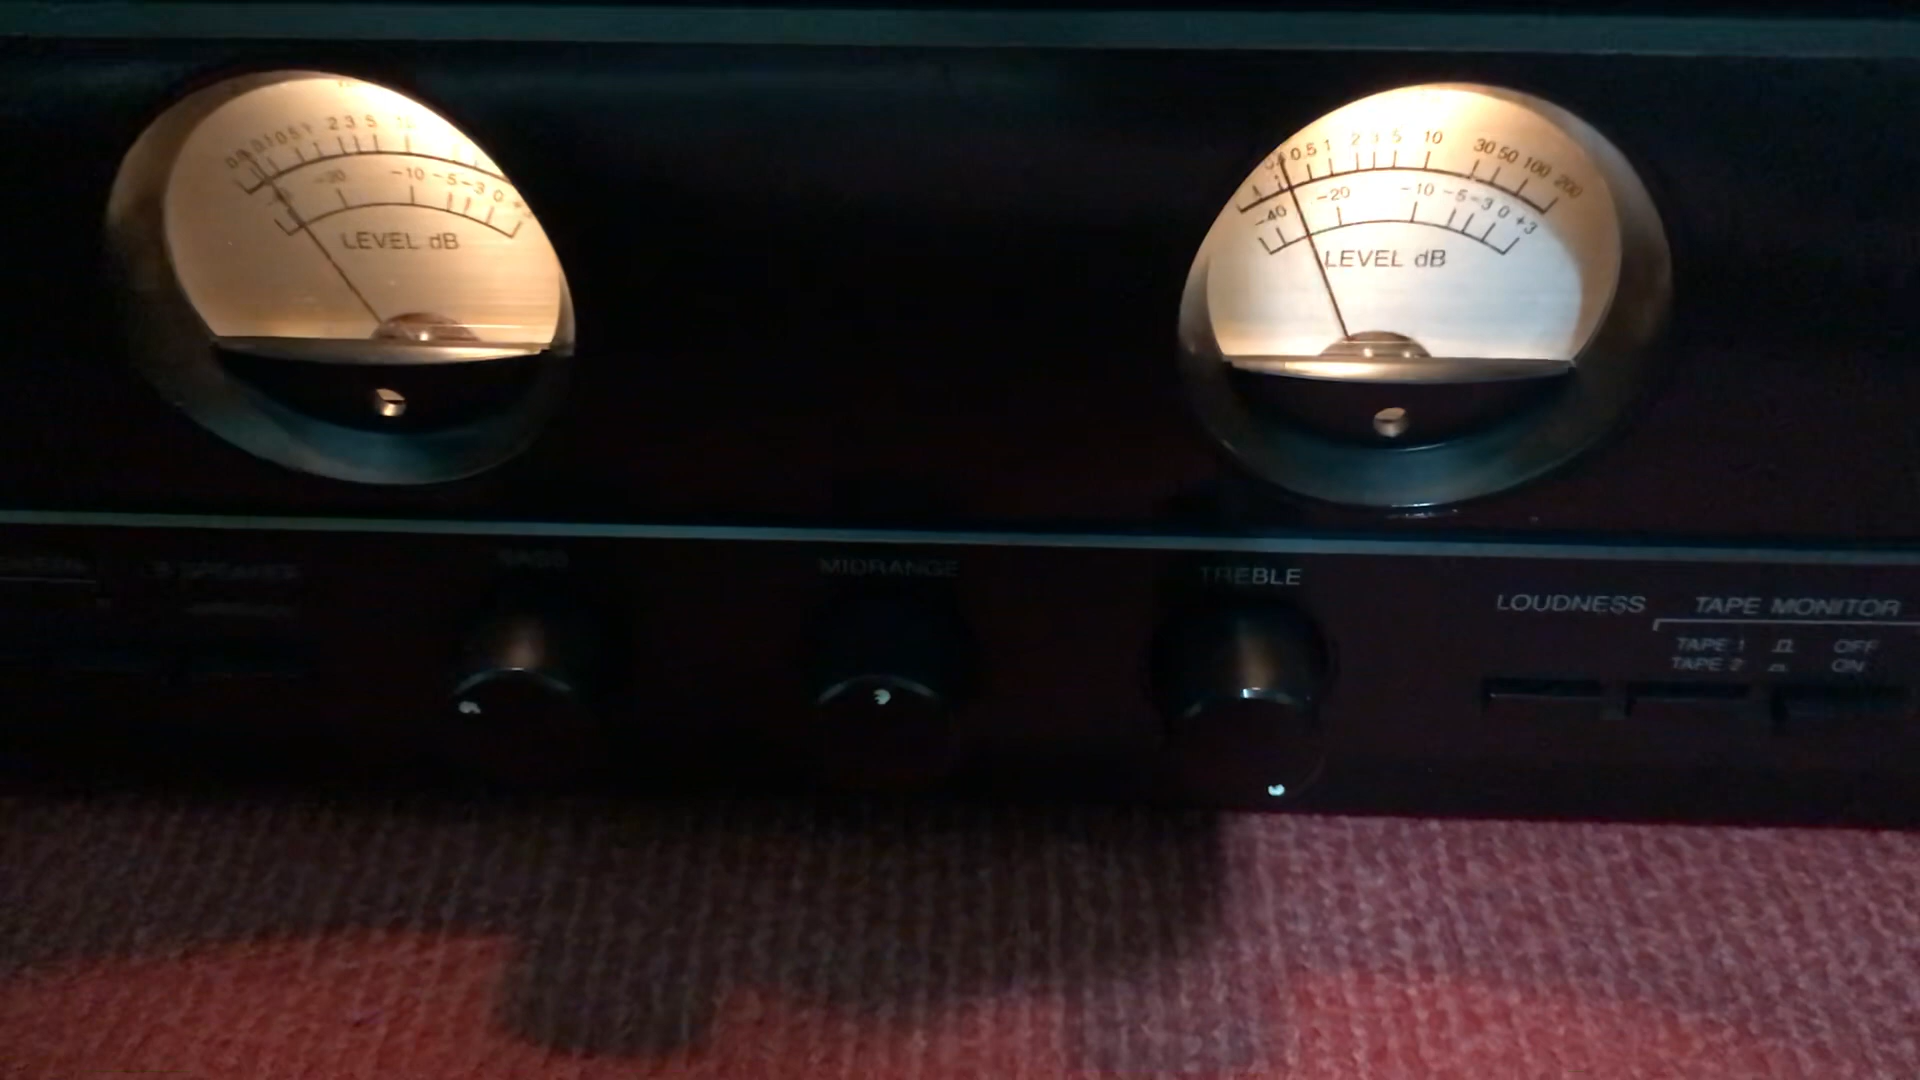 2 3 5
-20 -10 -5 -3 0
LEVEL dB
0.5 1 2 3 5 10 30 50 100 200
-40 -20 -10 -5 -3 0 +3
LEVEL dB
BASS
MIDRANGE
TREBLE
LOUDNESS
TAPE MONITOR
TAPE 1 OFF
TAPE 2 ON